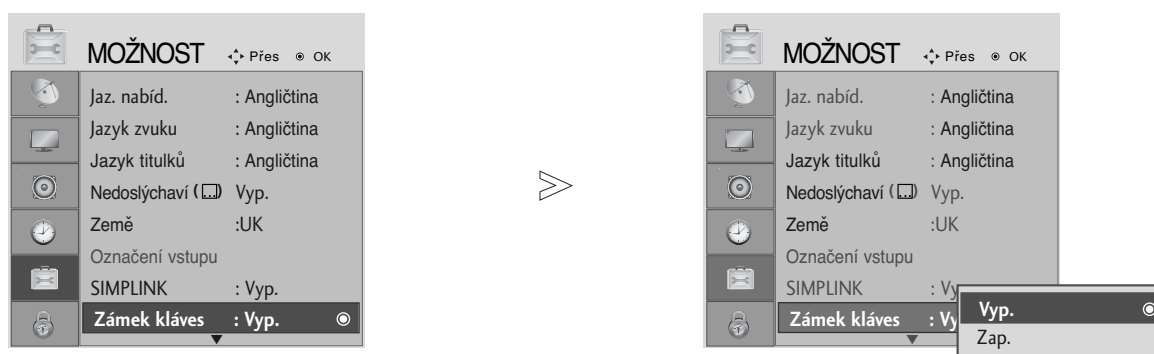 MOŽNOST Přes OK
Jaz. nabíd. : Angličtina
Jazyk zvuku : Angličtina
Jazyk titulků : Angličtina
Nedoslýchaví ( ) Vyp.
Země :UK
Označení vstupu
SIMPLINK : Vyp.
Zámek kláves : Vyp.
MOŽNOST Přes OK
Jaz. nabíd. : Angličtina
Jazyk zvuku : Angličtina
Jazyk titulků : Angličtina
Nedoslýchaví ( ) Vyp.
Země :UK
Označení vstupu
SIMPLINK : Vy
Zámek kláves : Vy
Vyp.
Zap.